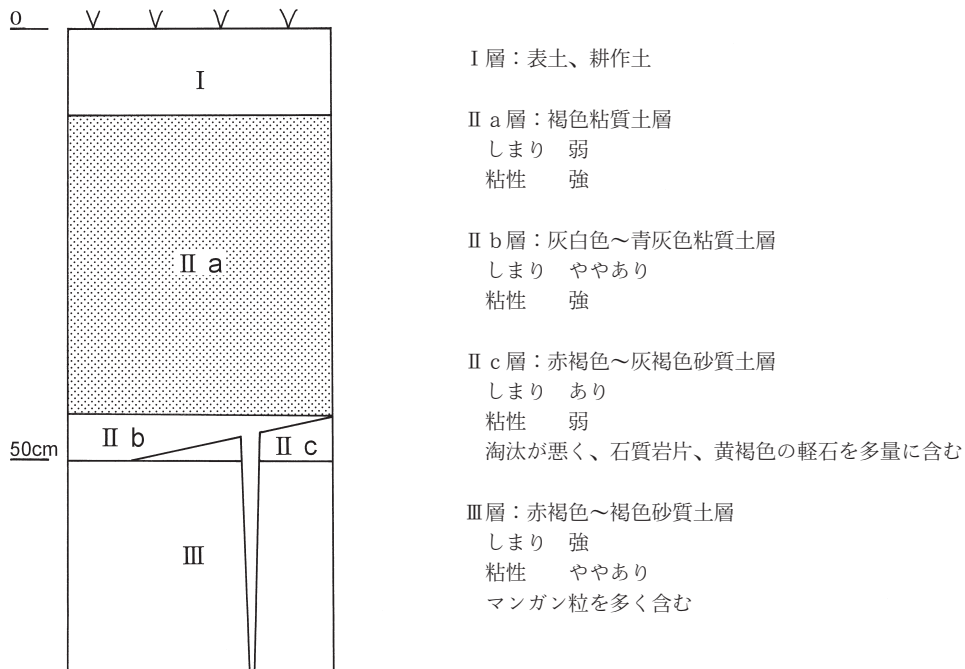 0
Ⅰ
Ⅱ a
Ⅱ b
Ⅱ c
50cm
Ⅲ
Ⅰ層：表土、耕作土
Ⅱa層：褐色粘質土層
しまり　弱
粘性　　強
Ⅱb層：灰白色～青灰色粘質土層
しまり　ややあり
粘性　　強
Ⅱc層：赤褐色～灰褐色砂質土層
しまり　あり
粘性　　弱
淘汰が悪く、石質岩片、黄褐色の軽石を多量に含む
Ⅲ層：赤褐色～褐色砂質土層
しまり　強
粘性　　ややあり
マンガン粒を多く含む